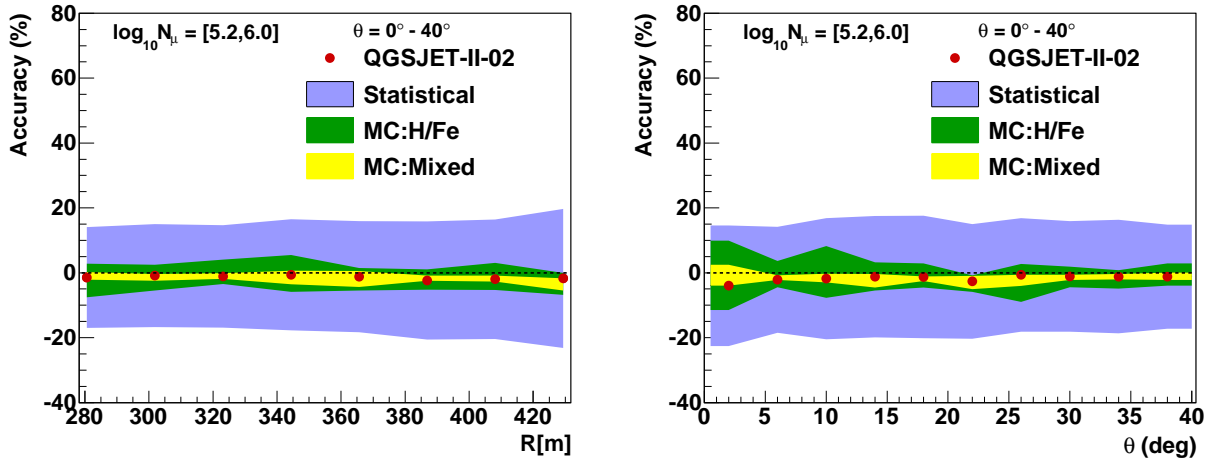 Accuracy (%)
80
60
40
20
0
-20
-40
log₁₀Nμ = [5.2,6.0]
θ = 0° - 40°
QGSJET-II-02
Statistical
MC:H/Fe
MC:Mixed
280 300 320 340 360 380 400 420
R[m]
Accuracy (%)
80
60
40
20
0
-20
-40
log₁₀Nμ = [5.2,6.0]
θ = 0° - 40°
QGSJET-II-02
Statistical
MC:H/Fe
MC:Mixed
0 5 10 15 20 25 30 35 40
θ (deg)